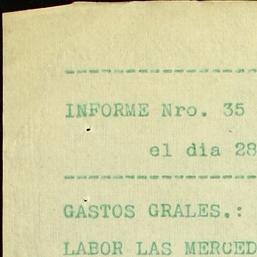 INFORME Nro. 35
el dia 28
GASTOS GRALES.:
LABOR LAS MERCED